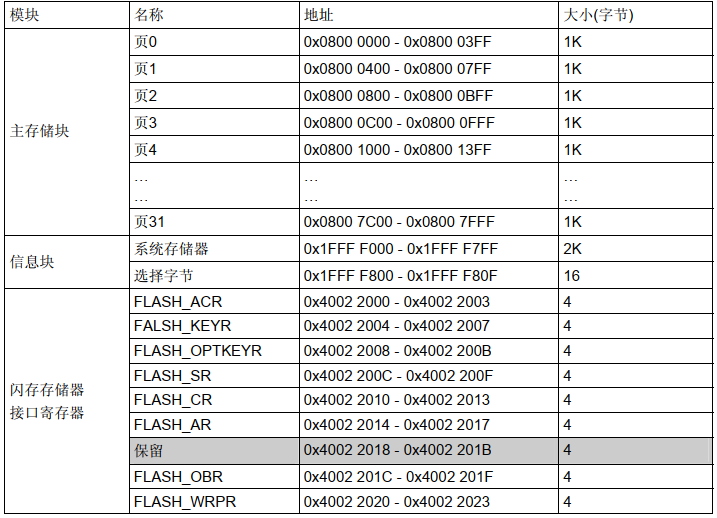 模块 名称 地址 大小(字节)
主存储块 页0 0x0800 0000 - 0x0800 03FF 1K
页1 0x0800 0400 - 0x0800 07FF 1K
页2 0x0800 0800 - 0x0800 0BFF 1K
页3 0x0800 0C00 - 0x0800 0FFF 1K
页4 0x0800 1000 - 0x0800 13FF 1K
… … …
… … …
页31 0x0800 7C00 - 0x0800 7FFF 1K
信息块 系统存储器 0x1FFF F000 - 0x1FFF F7FF 2K
选择字节 0x1FFF F800 - 0x1FFF F80F 16
闪存存储器
接口寄存器 FLASH_ACR 0x4002 2000 - 0x4002 2003 4
FALSH_KEYR 0x4002 2004 - 0x4002 2007 4
FLASH_OPTKEYR 0x4002 2008 - 0x4002 200B 4
FLASH_SR 0x4002 200C - 0x4002 200F 4
FLASH_CR 0x4002 2010 - 0x4002 2013 4
FLASH_AR 0x4002 2014 - 0x4002 2017 4
保留 0x4002 2018 - 0x4002 201B 4
FLASH_OBR 0x4002 201C - 0x4002 201F 4
FLASH_WRPR 0x4002 2020 - 0x4002 2023 4